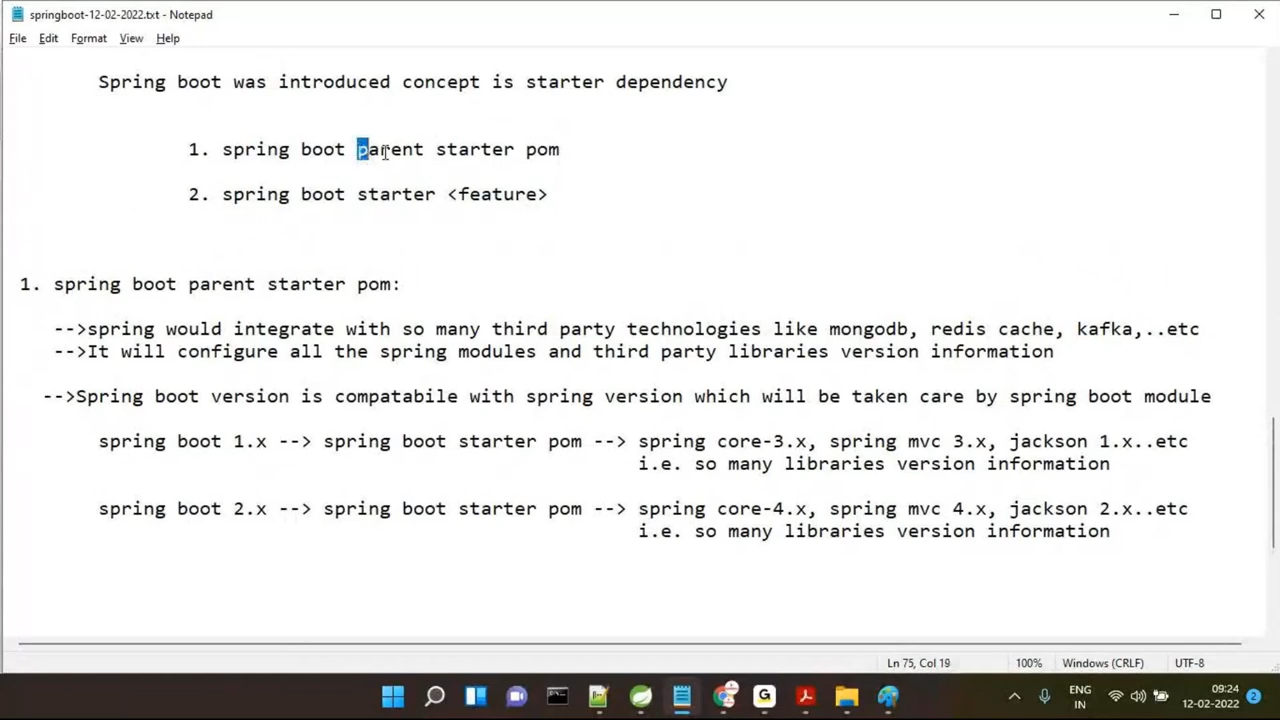 springboot-12-02-2022.txt - Notepad
File Edit Format View Help
Spring boot was introduced concept is starter dependency
1. spring boot parent starter pom
2. spring boot starter <feature>
1. spring boot parent starter pom:
-->spring would integrate with so many third party technologies like mongodb, redis cache, kafka,..etc
-->It will configure all the spring modules and third party libraries version information
-->Spring boot version is compatabile with spring version which will be taken care by spring boot module
spring boot 1.x --> spring boot starter pom --> spring core-3.x, spring mvc 3.x, jackson 1.x..etc
i.e. so many libraries version information
spring boot 2.x --> spring boot starter pom --> spring core-4.x, spring mvc 4.x, jackson 2.x..etc
i.e. so many libraries version information
Ln 75, Col 19 100% Windows (CRLF) UTF-8
ENG 09:24
IN 12-02-2022 2